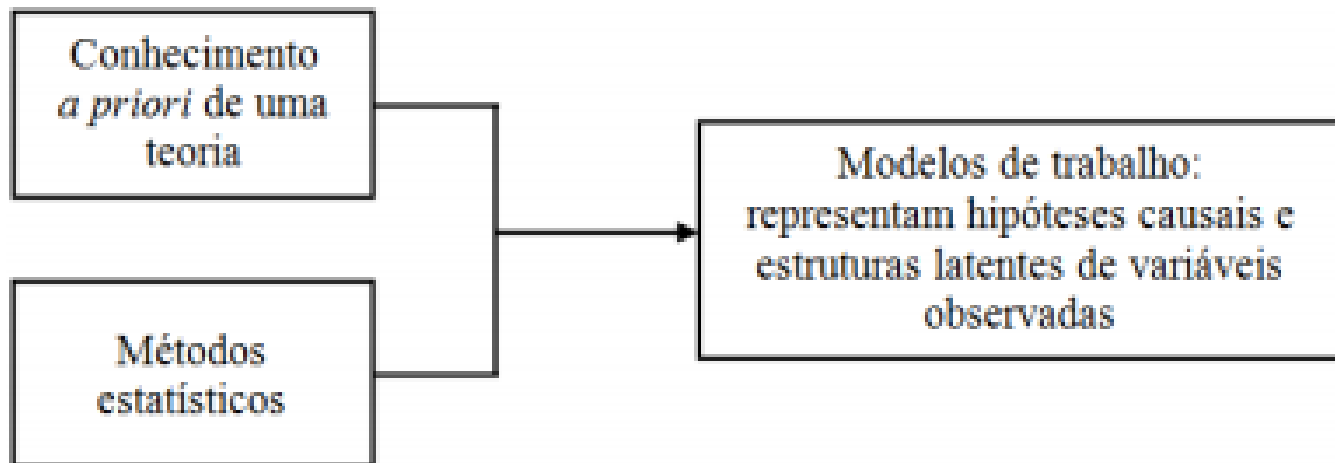 Conhecimento
a priori de uma
teoria
Métodos
estatísticos
Modelos de trabalho:
representam hipóteses causais e
estruturas latentes de variáveis
observadas